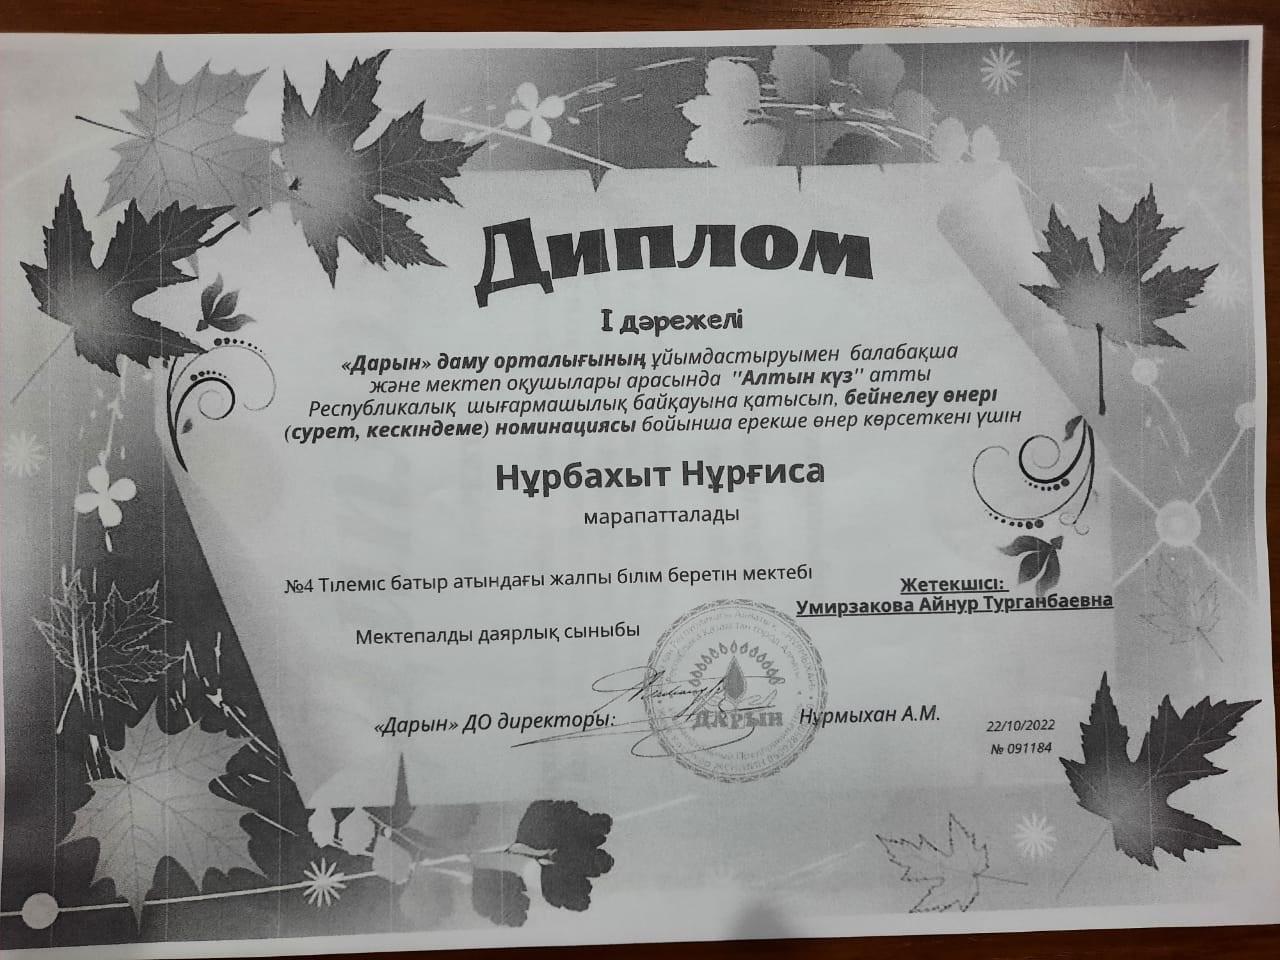 Диплом
I дәрежелі
«Дарын» даму орталығының ұйымдастыруымен балабақша
және мектеп оқушылары арасында "Алтын күз" атты
Республикалық шығармашылық байқауына қатысып, бейнелеу өнері
(сурет, кескіндеме) номинациясы бойынша ерекше өнер көрсеткені үшін
Нұрбахыт Нұрғиса
марапатталады
№4 Тілеміс батыр атындағы жалпы білім беретін мектебі
Жетекшісі:
Умирзакова Айнур Турганбаевна
Мектепалды даярлық сыныбы
ДАРЫН
«Дарын» ДО директоры: Нурмыхан А.М.
22/10/2022
№ 091184